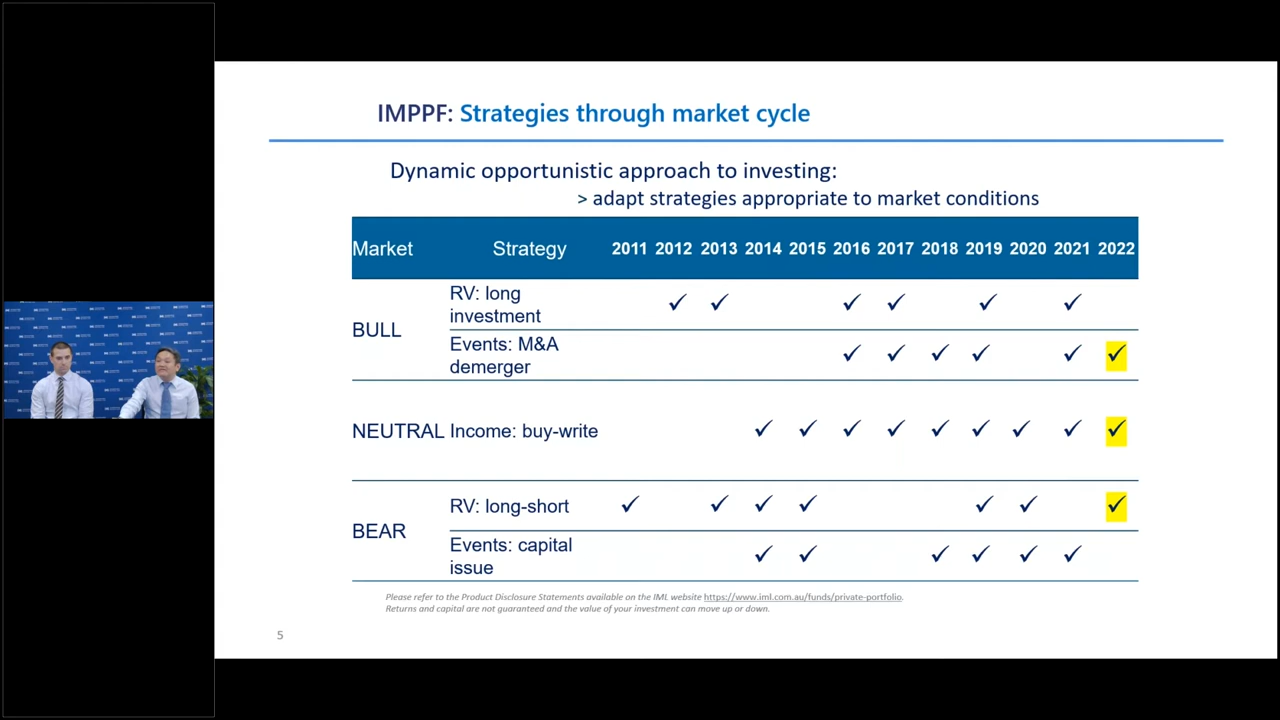 IMPPF: Strategies through market cycle
Dynamic opportunistic approach to investing:
> adapt strategies appropriate to market conditions
Market Strategy 2011 2012 2013 2014 2015 2016 2017 2018 2019 2020 2021 2022
BULL
RV: long
investment
✓ ✓ ✓ ✓ ✓ ✓
Events: M&A
demerger
✓ ✓ ✓ ✓ ✓ ✓
NEUTRAL Income: buy-write ✓ ✓ ✓ ✓ ✓ ✓ ✓ ✓ ✓
BEAR
RV: long-short ✓ ✓ ✓ ✓ ✓ ✓ ✓
Events: capital
issue
✓ ✓ ✓ ✓ ✓ ✓
Please refer to the Product Disclosure Statements available on the IML website https://www.iml.com.au/funds/private-portfolio.
Returns and capital are not guaranteed and the value of your investment can move up or down.
5